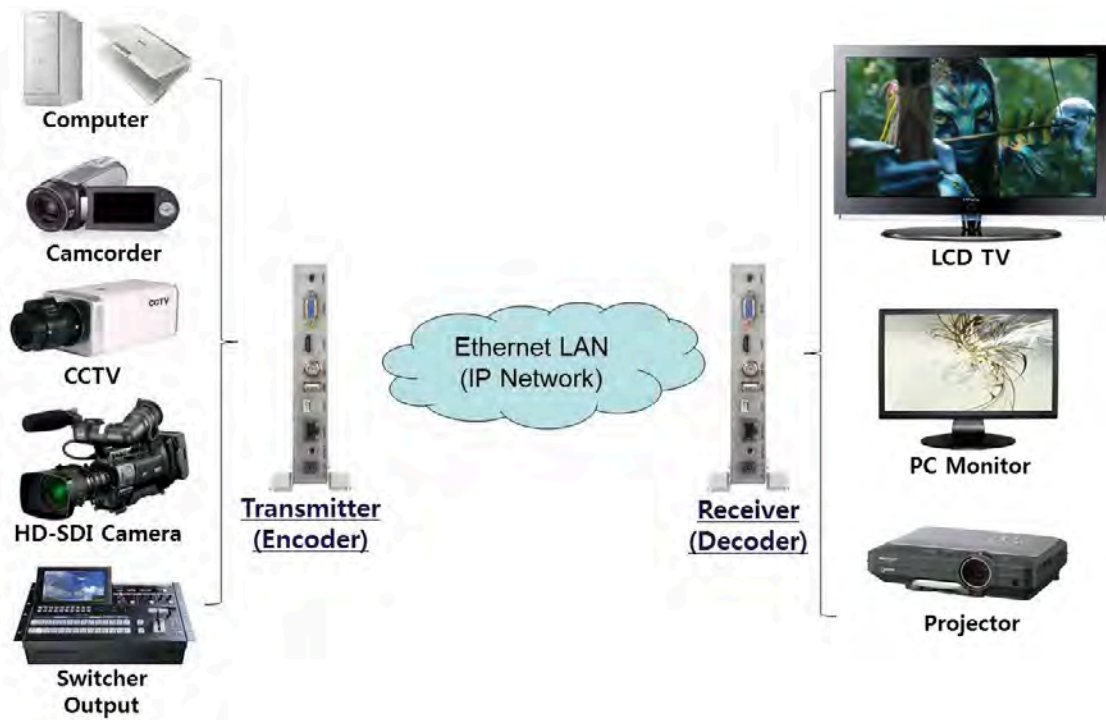 Computer
Camcorder
CCTV
CCTV
HD-SDI Camera
Switcher
Output
Transmitter
(Encoder)
Ethernet LAN
(IP Network)
Receiver
(Decoder)
LCD TV
PC Monitor
Projector